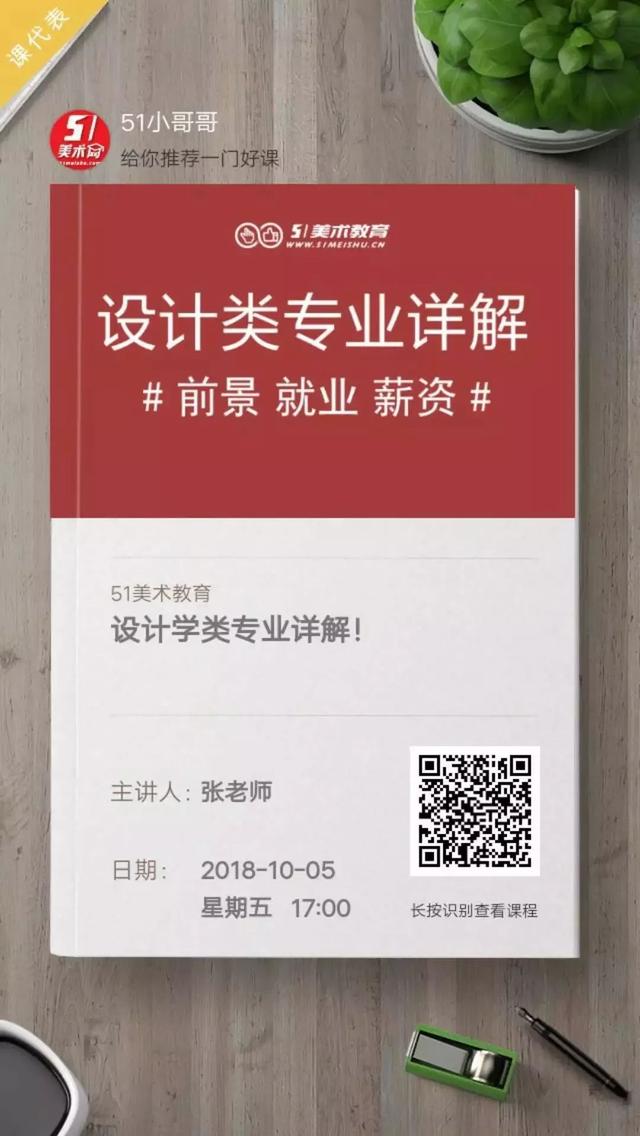 课代表
51小哥哥
给你推荐一门好课
51
美术网
51meishu.com
51美术教育
WWW.51MEISHU.CN
设计类专业详解
# 前景 就业 薪资 #
51美术教育
设计学类专业详解！
主讲人：张老师
日期： 2018-10-05
星期五 17:00
长按识别查看课程